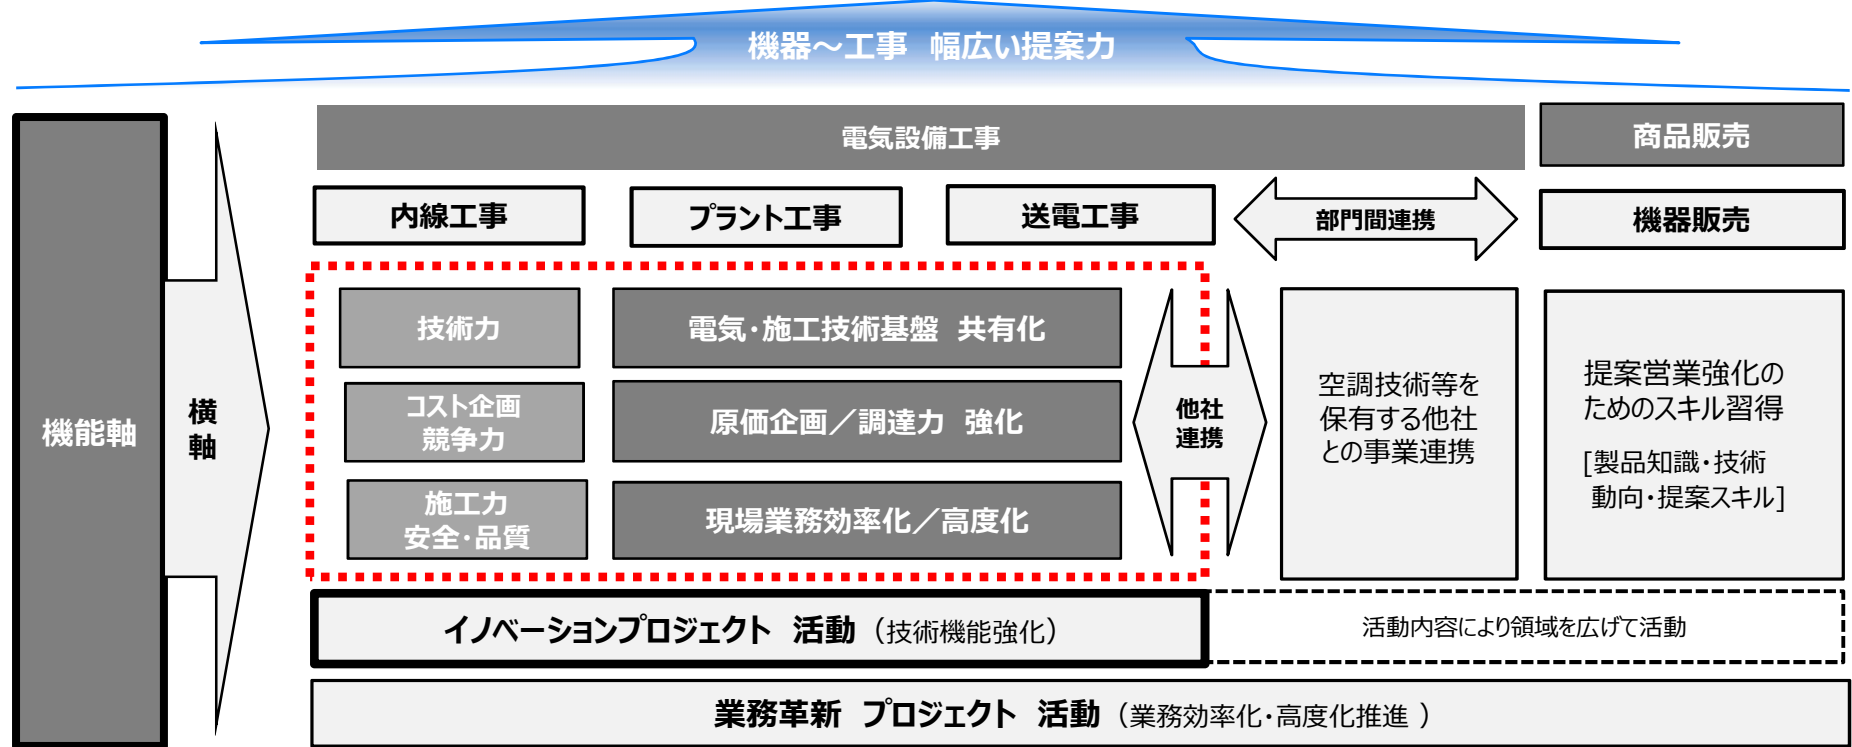 機器～工事　幅広い提案力
電気設備工事
商品販売
内線工事
プラント工事
送電工事
部門間連携
機器販売
機能軸
横
軸
技術力
電気・施工技術基盤　共有化
コスト企画
競争力
原価企画／調達力　強化
施工力
安全・品質
現場業務効率化／高度化
他社
連携
空調技術等を
保有する他社
との事業連携
提案営業強化の
ためのスキル習得
[製品知識・技術
動向・提案スキル]
イノベーションプロジェクト　活動（技術機能強化）
活動内容により領域を広げて活動
業務革新　プロジェクト　活動（業務効率化・高度化推進 ）